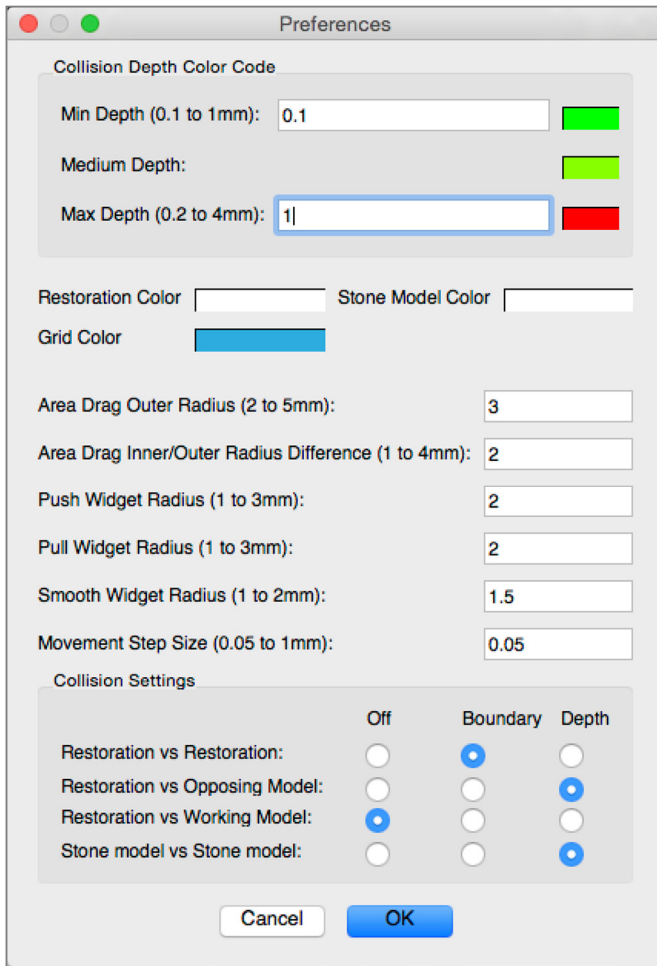 Preferences
Collision Depth Color Code
Min Depth (0.1 to 1mm): 0.1
Medium Depth:
Max Depth (0.2 to 4mm): 1
Restoration Color Stone Model Color
Grid Color
Area Drag Outer Radius (2 to 5mm): 3
Area Drag Inner/Outer Radius Difference (1 to 4mm): 2
Push Widget Radius (1 to 3mm): 2
Pull Widget Radius (1 to 3mm): 2
Smooth Widget Radius (1 to 2mm): 1.5
Movement Step Size (0.05 to 1mm): 0.05
Collision Settings
Off Boundary Depth
Restoration vs Restoration:
Restoration vs Opposing Model:
Restoration vs Working Model:
Stone model vs Stone model:
Cancel OK